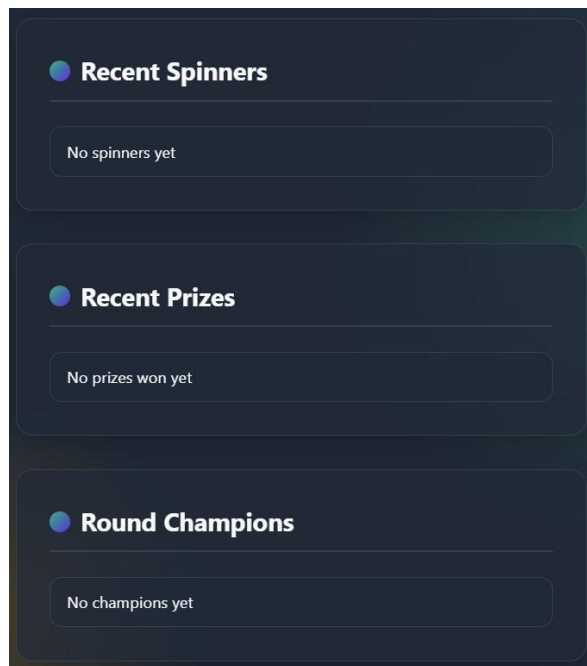 Recent Spinners
No spinners yet
Recent Prizes
No prizes won yet
Round Champions
No champions yet